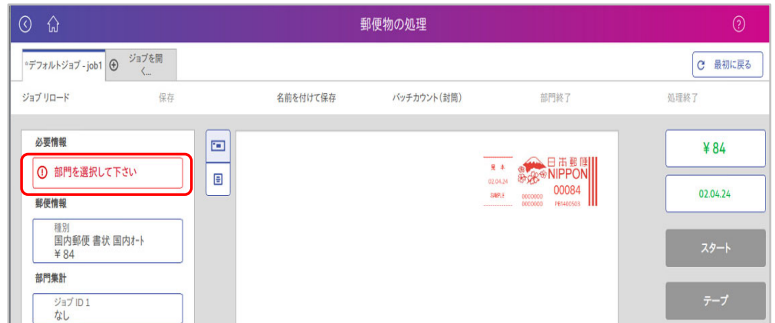 郵便物の処理
*デフォルトジョブ - job1
ジョブを開
く...
最初に戻る
ジョブ リロード
保存
名前を付けて保存
バッチカウント(封筒)
部門終了
処理終了
必要情報
部門を選択して下さい
郵便情報
種別
国内郵便 書状 国内ｵｰﾄ
¥ 84
部門集計
ジョブ ID 1
なし
日本郵便
NIPPON
02.04.24
00084
0000000
0000000
¥ 84
02.04.24
スタート
テープ